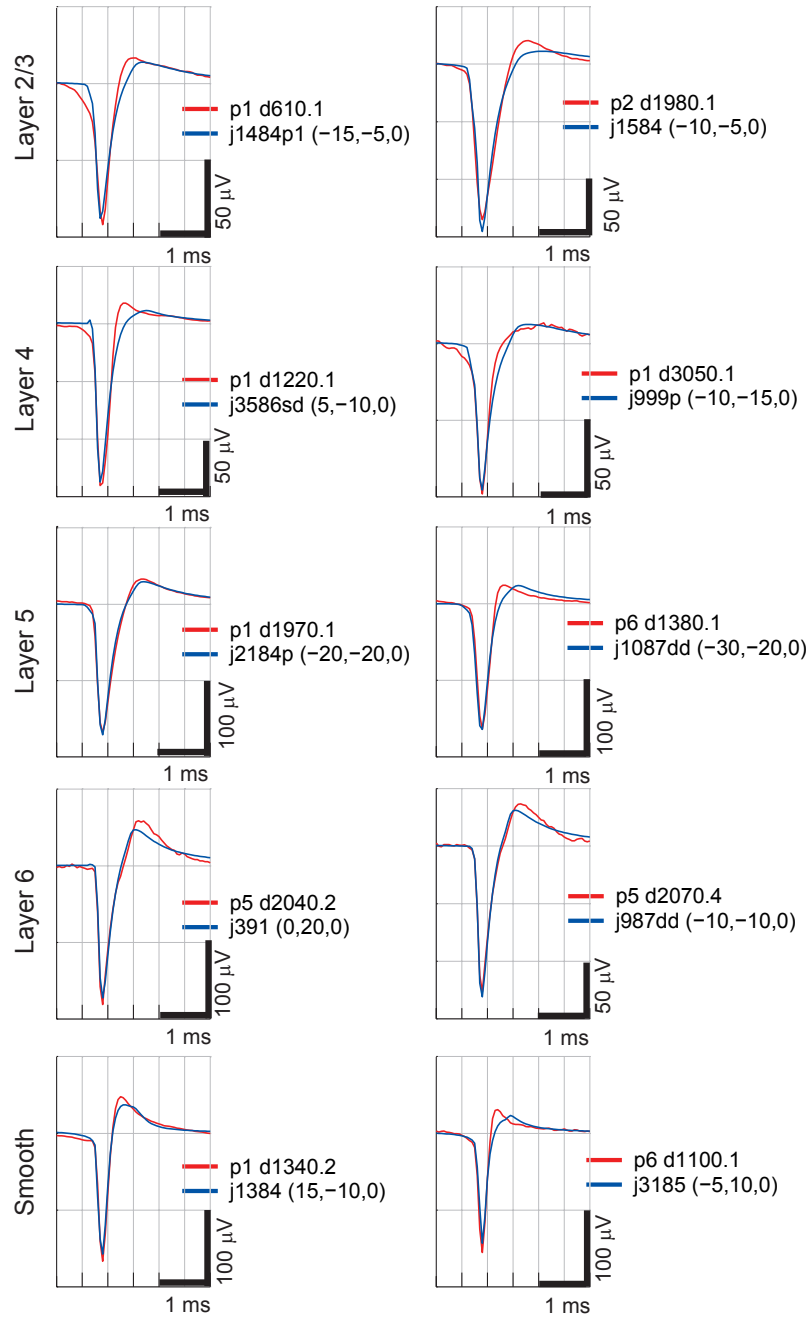 Layer 2/3
p1 d610.1
j1484p1 (−15,−5,0)
50 μV
1 ms
p2 d1980.1
j1584 (−10,−5,0)
50 μV
1 ms
Layer 4
p1 d1220.1
j3586sd (5,−10,0)
50 μV
1 ms
p1 d3050.1
j999p (−10,−15,0)
50 μV
1 ms
Layer 5
p1 d1970.1
j2184p (−20,−20,0)
100 μV
1 ms
p6 d1380.1
j1087dd (−30,−20,0)
100 μV
1 ms
Layer 6
p5 d2040.2
j391 (0,20,0)
100 μV
1 ms
p5 d2070.4
j987dd (−10,−10,0)
50 μV
1 ms
Smooth
p1 d1340.2
j1384 (15,−10,0)
100 μV
1 ms
p6 d1100.1
j3185 (−5,10,0)
100 μV
1 ms